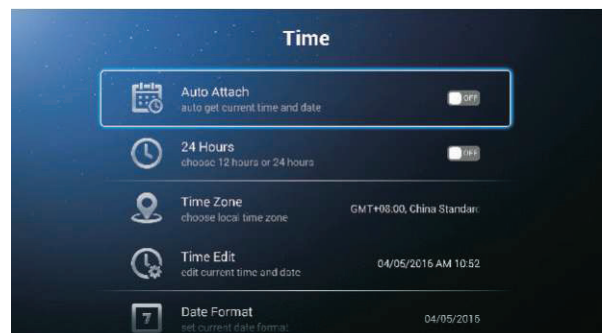 Time
Auto Attach
auto get current time and date
OFF
24 Hours
choose 12 hours or 24 hours
OFF
Time Zone
choose local time zone
GMT+08:00, China Standard
Time Edit
edit current time and date
04/05/2016 AM 10:52
7
Date Format
set current date format
04/05/2016